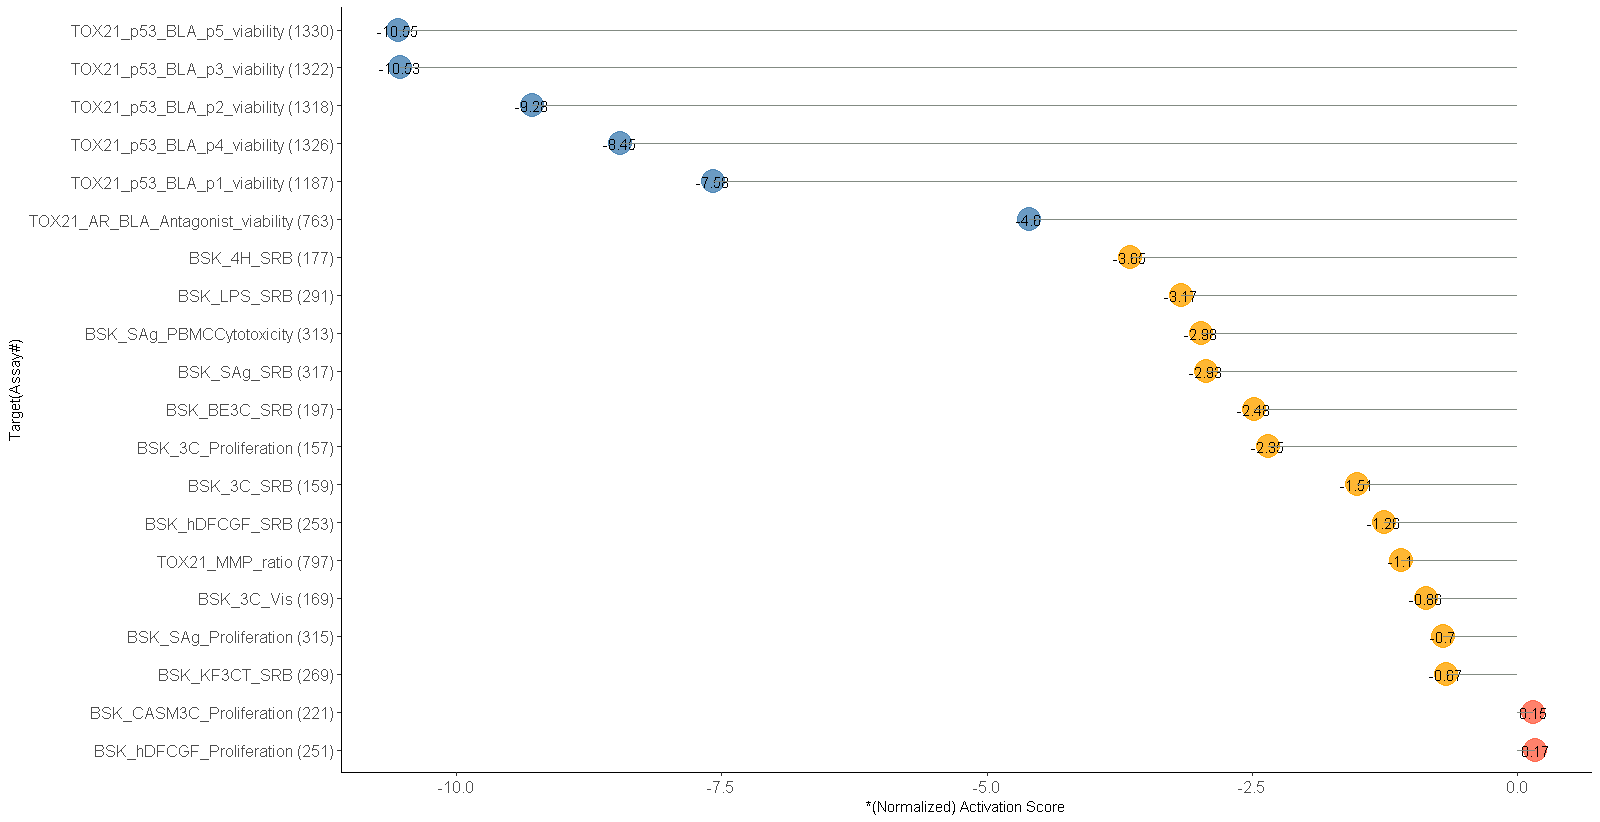 TOX21_p53_BLA_p5_viability (1330)
-10.55
TOX21_p53_BLA_p3_viability (1322)
-10.53
TOX21_p53_BLA_p2_viability (1318)
-9.28
TOX21_p53_BLA_p4_viability (1326)
-8.45
TOX21_p53_BLA_p1_viability (1187)
-7.58
TOX21_AR_BLA_Antagonist_viability (763)
-4.6
BSK_4H_SRB (177)
-3.65
BSK_LPS_SRB (291)
-3.17
BSK_SAg_PBMCCytotoxicity (313)
-2.98
BSK_SAg_SRB (317)
-2.93
BSK_BE3C_SRB (197)
-2.48
BSK_3C_Proliferation (157)
-2.35
BSK_3C_SRB (159)
-1.51
BSK_hDFCGF_SRB (253)
-1.26
TOX21_MMP_ratio (797)
-1.1
BSK_3C_Vis (169)
-0.86
BSK_SAg_Proliferation (315)
-0.7
BSK_KF3CT_SRB (269)
-0.67
BSK_CASM3C_Proliferation (221)
0.15
BSK_hDFCGF_Proliferation (251)
0.17
Target(Assay#)
-10.0
-7.5
-5.0
-2.5
0.0
*(Normalized) Activation Score